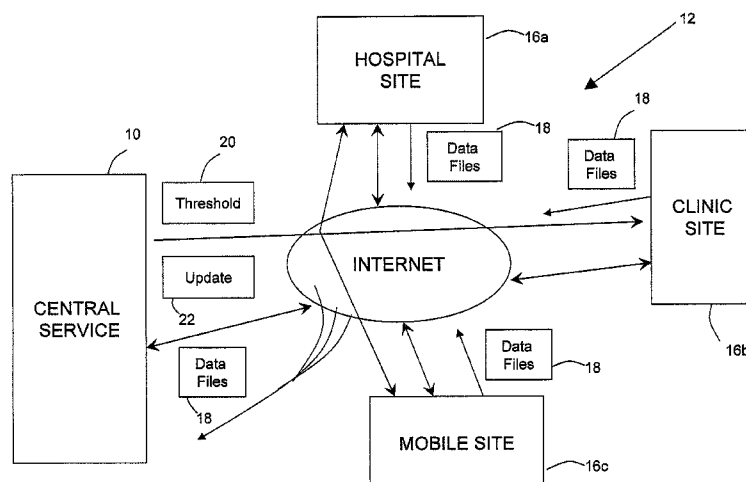 HOSPITAL
SITE
16a
12
18
Data
Files
18
Data
Files
10
20
Threshold
CLINIC
SITE
INTERNET
Update
22
CENTRAL
SERVICE
Data
Files
18
Data
Files
18
16b
MOBILE SITE
16c